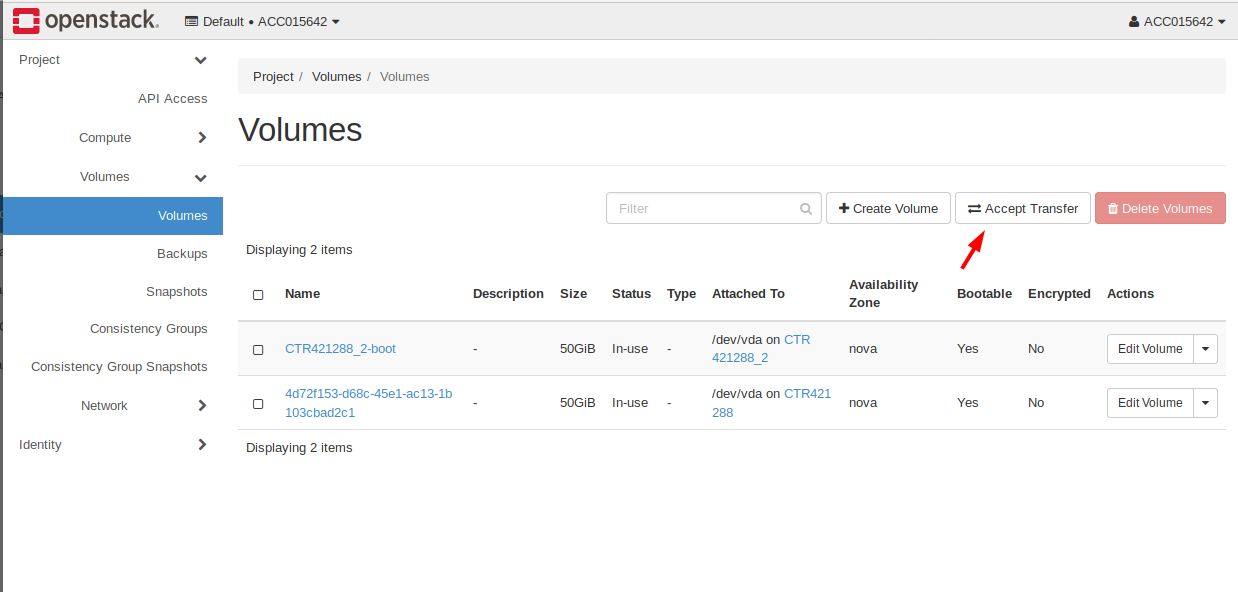 openstack.
Default • ACC015642
ACC015642
Project
API Access
Compute
Volumes
Volumes
Backups
Snapshots
Consistency Groups
Consistency Group Snapshots
Network
Identity
Project / Volumes / Volumes
Volumes
Filter
Create Volume
Accept Transfer
Delete Volumes
Displaying 2 items
Name Description Size Status Type Attached To Availability Zone Bootable Encrypted Actions
CTR421288_2-boot - 50GiB In-use - /dev/vda on CTR
421288_2
nova Yes No Edit Volume
4d72f153-d68c-45e1-ac13-1b
103cbad2c1
- 50GiB In-use - /dev/vda on CTR421
288
nova Yes No Edit Volume
Displaying 2 items